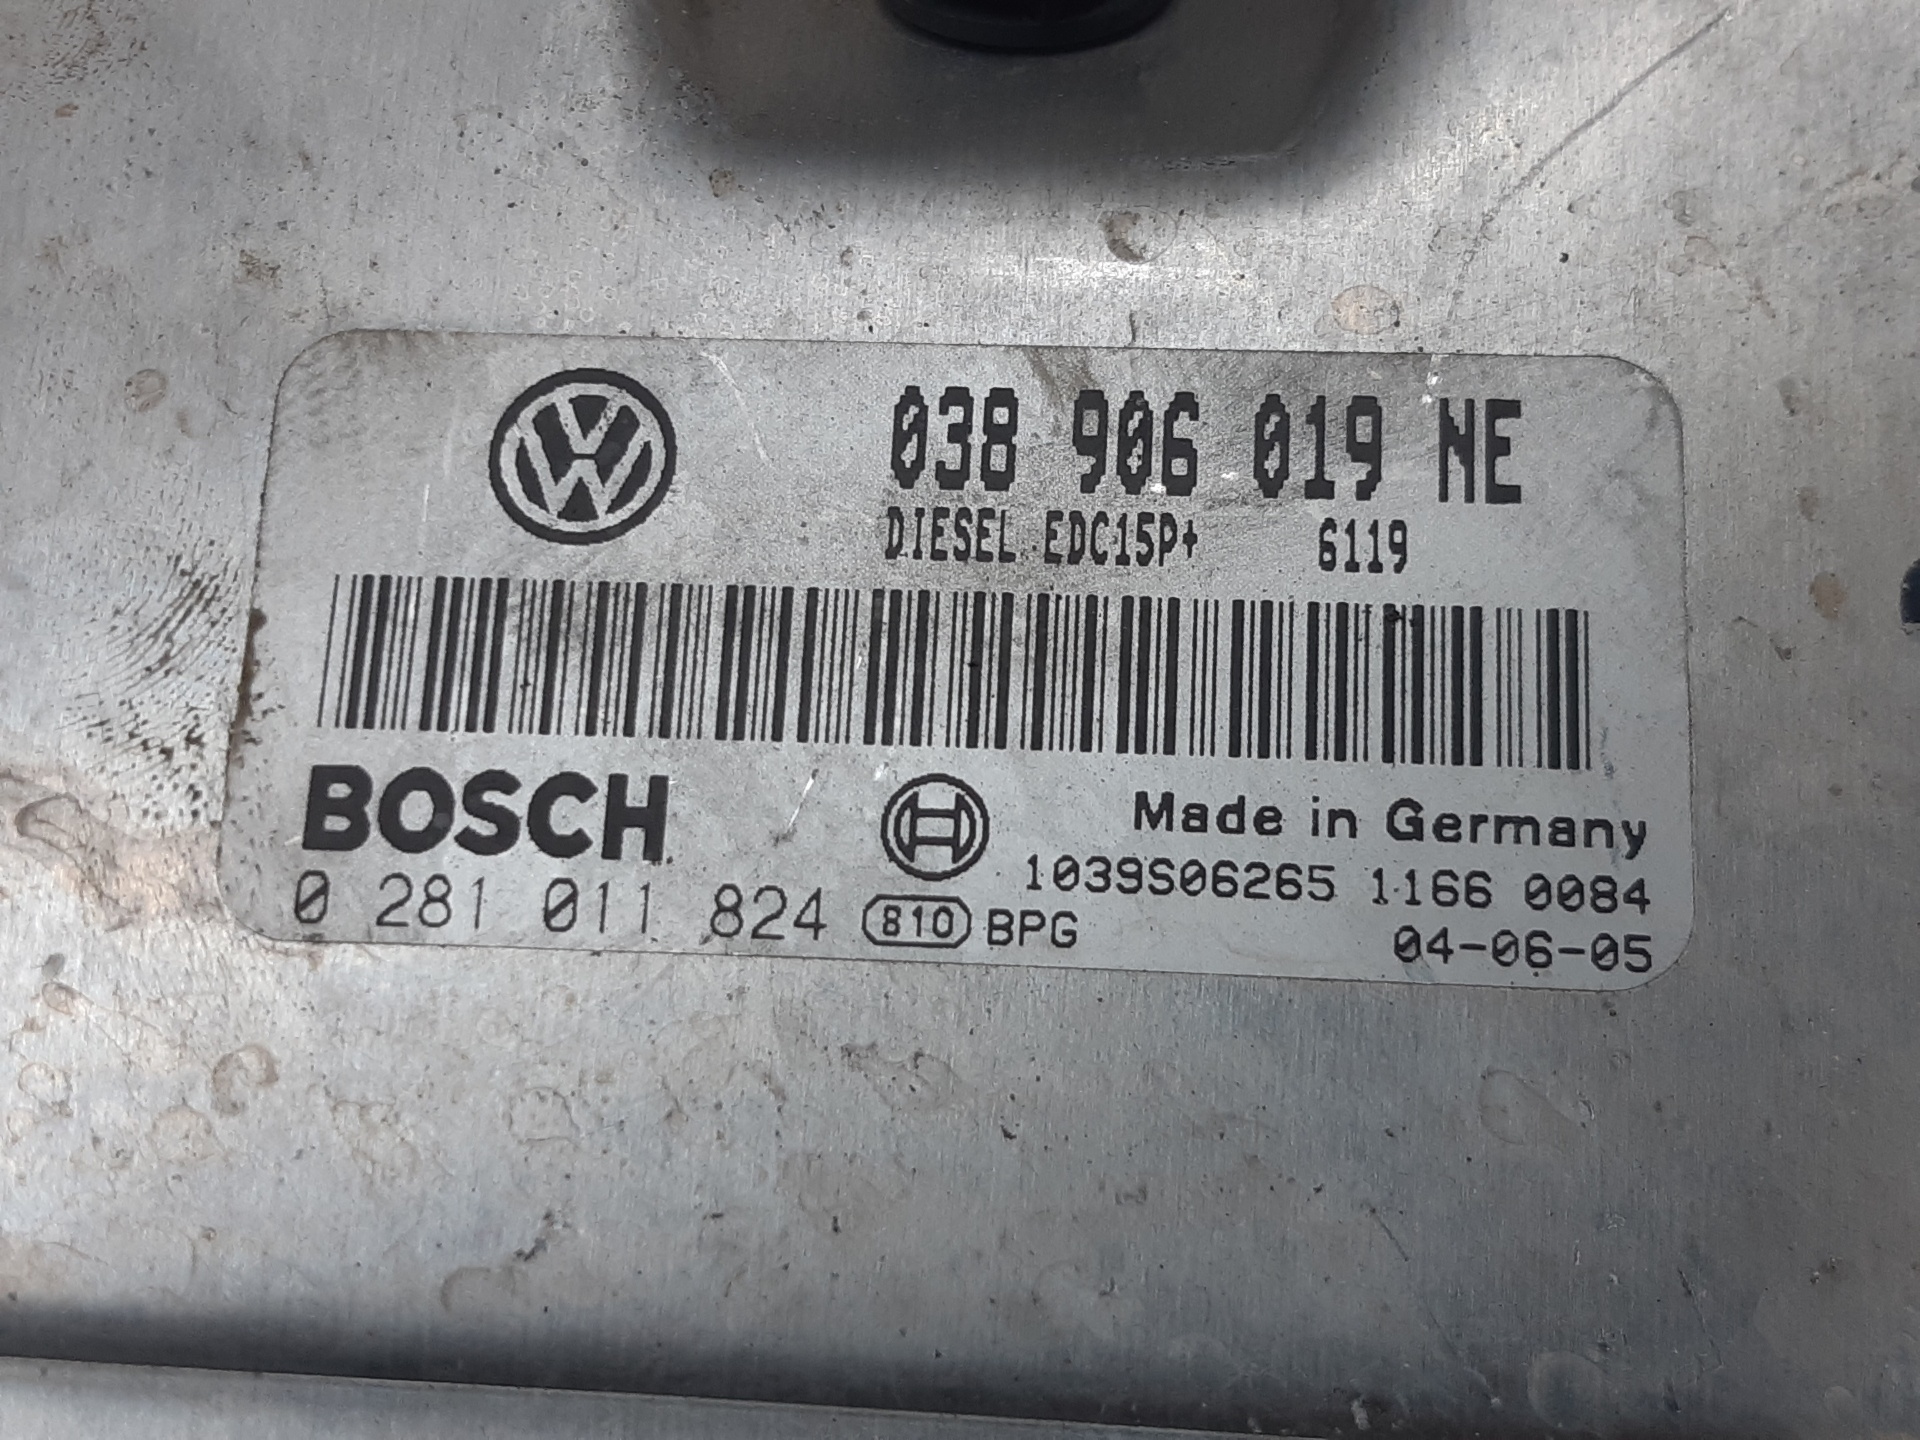 038 906 019 NE
DIESEL EDC15P+ 6119
BOSCH
Made in Germany
1039S06265 1166 0084
0 281 011 824 810 BPG
04-06-05